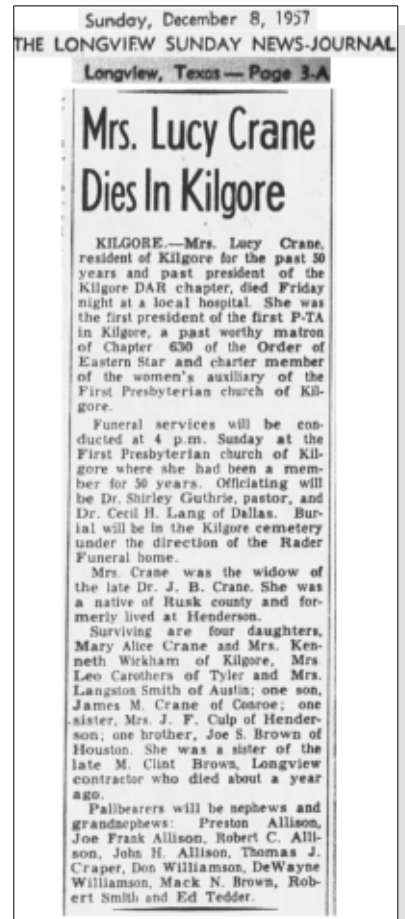 Sunday, December 8, 1957
THE LONGVIEW SUNDAY NEWS-JOURNAL
Longview, Texas — Page 3-A
Mrs. Lucy Crane
Dies In Kilgore
KILGORE.—Mrs. Lucy Crane,
resident of Kilgore for the past 50
years and past president of the
Kilgore DAR chapter, died Friday
night at a local hospital. She was
the first president of the first P-TA
in Kilgore, a past worthy matron
of Chapter 630 of the Order of
Eastern Star and charter member
of the women's auxiliary of the
First Presbyterian church of Kil-
gore.
Funeral services will be con-
ducted at 4 p.m. Sunday at the
First Presbyterian church of Kil-
gore where she had been a mem-
ber for 50 years. Officiating will
be Dr. Shirley Guthrie, pastor, and
Dr. Cecil H. Lang of Dallas. Bur-
ial will be in the Kilgore cemetery
under the direction of the Rader
Funeral home.
Mrs. Crane was the widow of
the late Dr. J. B. Crane. She was
a native of Rusk county and for-
merly lived at Henderson.
Surviving are four daughters,
Mary Alice Crane and Mrs. Ken-
neth Wickham of Kilgore, Mrs
Leo Carothers of Tyler and Mrs.
Langston Smith of Austin; one son,
James M. Crane of Conroe; one
sister, Mrs. J. F. Culp of Hender-
son; one brother, Joe S. Brown of
Houston. She was a sister of the
late M. Clint Brown, Longview
contractor who died about a year
ago.
Pallbearers will be nephews and
grandnephews: Preston Allison,
Joe Frank Allison, Robert C. Alli-
son, John H. Allison, Thomas J.
Craper, Don Williamson, DeWayne
Williamson, Mack N. Brown, Rob-
ert Smith and Ed Tedder.